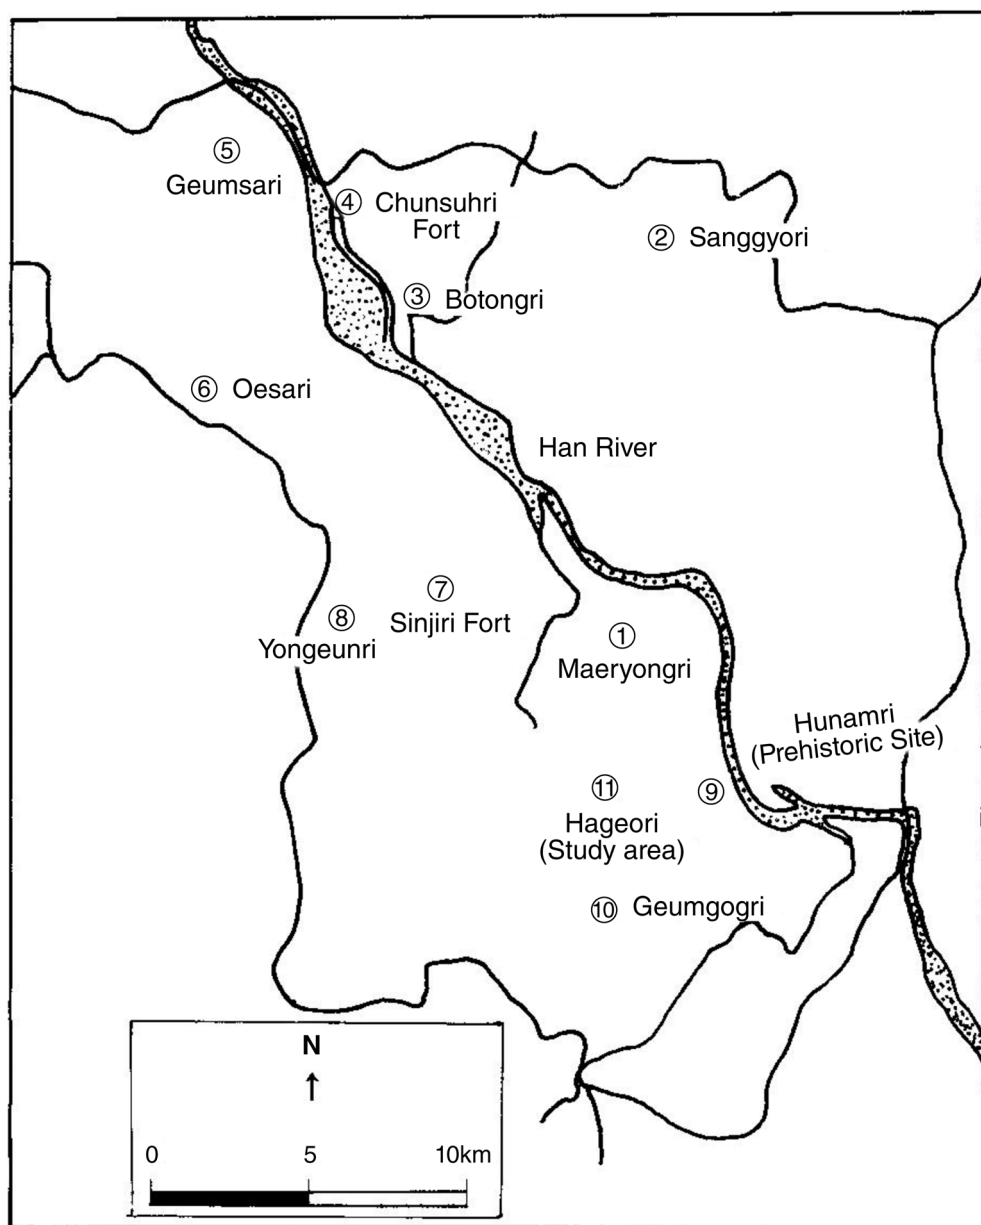 ⑤
Geumsari
④ Chunsuhri
Fort
② Sanggyori
③ Botongri
⑥ Oesari
Han River
⑦
Sinjiri Fort
⑧
Yongeunri
①
Maeryongri
Hunamri
(Prehistoric Site)
⑨
⑪
Hageori
(Study area)
⑩ Geumgogri
N
0 5 10km